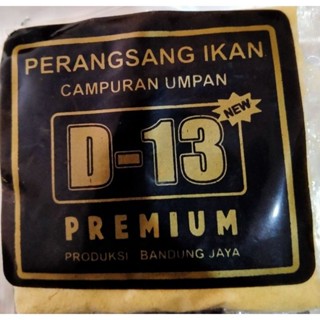 PERANGSANG IKAN
CAMPURAN UMPAN
NEW
D-13
PREMIUM
PRODUKSI BANDUNG JAYA